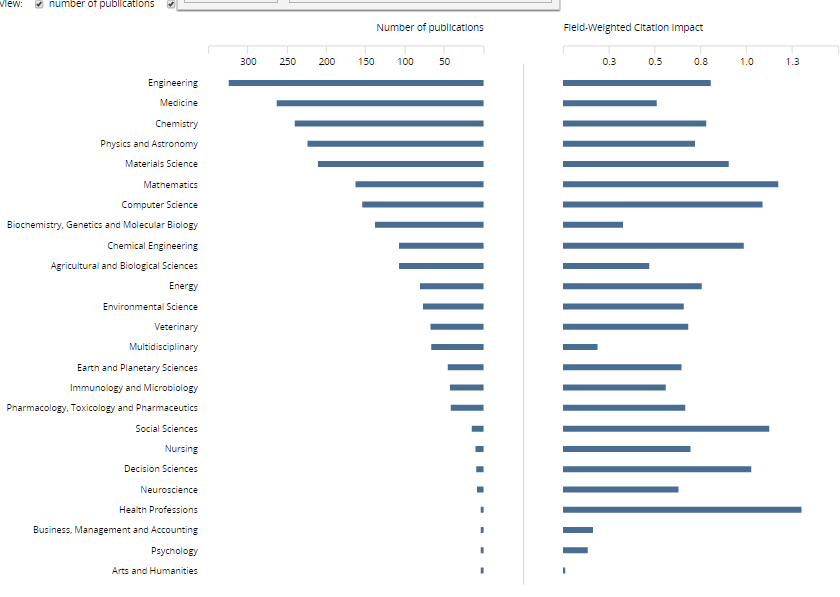 View: number of publications
Number of publications
Field-Weighted Citation Impact
300 250 200 150 100 50
0.3 0.5 0.8 1.0 1.3
Engineering
Medicine
Chemistry
Physics and Astronomy
Materials Science
Mathematics
Computer Science
Biochemistry, Genetics and Molecular Biology
Chemical Engineering
Agricultural and Biological Sciences
Energy
Environmental Science
Veterinary
Multidisciplinary
Earth and Planetary Sciences
Immunology and Microbiology
Pharmacology, Toxicology and Pharmaceutics
Social Sciences
Nursing
Decision Sciences
Neuroscience
Health Professions
Business, Management and Accounting
Psychology
Arts and Humanities